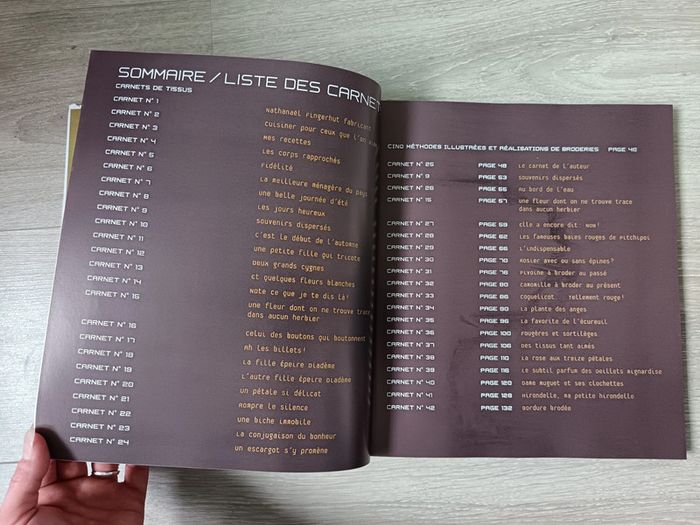 SOMMAIRE / LISTE DES CARNET
CARNETS DE TISSUS
CARNET N° 1 Nathanaël Fingerhut fabricant
CARNET N° 2 cuisiner pour ceux que l'on aime
CARNET N° 3 Mes recettes
CARNET N° 4 Les corps rapprochés
CARNET N° 5 Fidélité
CARNET N° 6 La meilleure ménagère du pays
CARNET N° 7 une belle journée d'été
CARNET N° 8 Les jours heureux
CARNET N° 9 souvenirs dispersés
CARNET N° 10 c'est le début de l'automne
CARNET N° 11 une petite fille qui tricote
CARNET N° 12 Deux grands cygnes
CARNET N° 13 et quelques fleurs blanches
CARNET N° 14 Note ce que je te dis là!
CARNET N° 15 une fleur dont on ne trouve trace
dans aucun herbier
CARNET N° 16 celui des boutons qui boutonnent
CARNET N° 17 Ah les billets!
CARNET N° 18 La fille épeire diadème
CARNET N° 19 L'autre fille épeire diadème
CARNET N° 20 un pétale si délicat
CARNET N° 21 Rompre le silence
CARNET N° 22 une biche immobile
CARNET N° 23 La conjugaison du bonheur
CARNET N° 24 un escargot s'y promène
CINQ MÉTHODES ILLUSTRÉES ET RÉALISATIONS DE BRODERIES PAGE 46
CARNET N° 25 PAGE 48 Le carnet de l'auteur
CARNET N° 9 PAGE 53 souvenirs dispersés
CARNET N° 26 PAGE 55 au bord de l'eau
CARNET N° 15 PAGE 57 une fleur dont on ne trouve trace
dans aucun herbier
CARNET N° 27 PAGE 59 elle a encore dit: Nom!
CARNET N° 28 PAGE 62 Les fameuses baies rouges de Pitchipoï
CARNET N° 29 PAGE 66 L'indispensable
CARNET N° 30 PAGE 70 Rosier avec ou sans épines?
CARNET N° 31 PAGE 76 Pivoine à broder au passé
CARNET N° 32 PAGE 80 camomille à broder au présent
CARNET N° 33 coquelicot tellement rouge!
CARNET N° 34 PAGE 90 La plante des anges
CARNET N° 35 PAGE 96 La favorite de l'écureuil
CARNET N° 36 PAGE 100 Fougères et sortilèges
CARNET N° 37 PAGE 106 Des tissus tant aimés
CARNET N° 38 PAGE 110 La rose aux treize pétales
CARNET N° 39 PAGE 116 Le subtil parfum des oeillets mignardise
CARNET N° 40 PAGE 120 Dame muguet et ses clochettes
CARNET N° 41 PAGE Hirondelle, ma petite hirondelle
CARNET N° 42 PAGE 132 Bordure brodée